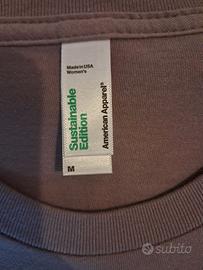 Made in USA
Women's
Sustainable
Edition
American Apparel®
M
subito